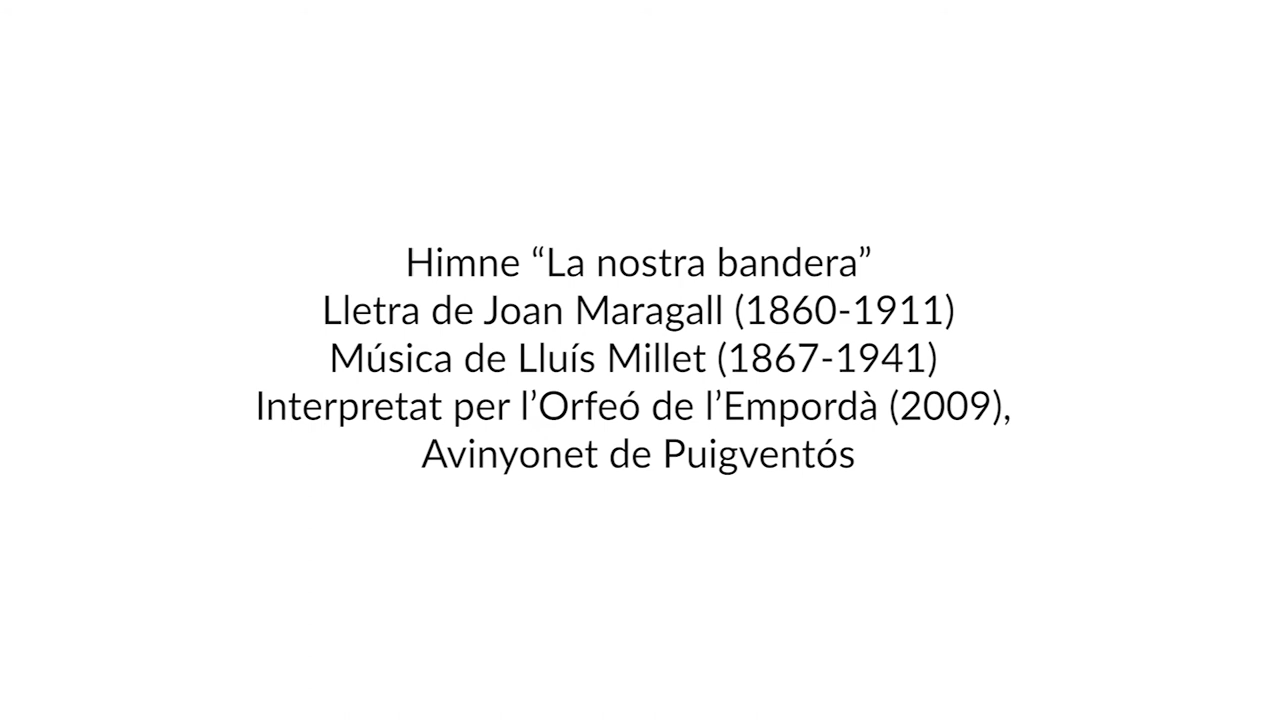 Himne “La nostra bandera”
Lletra de Joan Maragall (1860-1911)
Música de Lluís Millet (1867-1941)
Interpretat per l’Orfeó de l’Empordà (2009),
Avinyonet de Puigventós